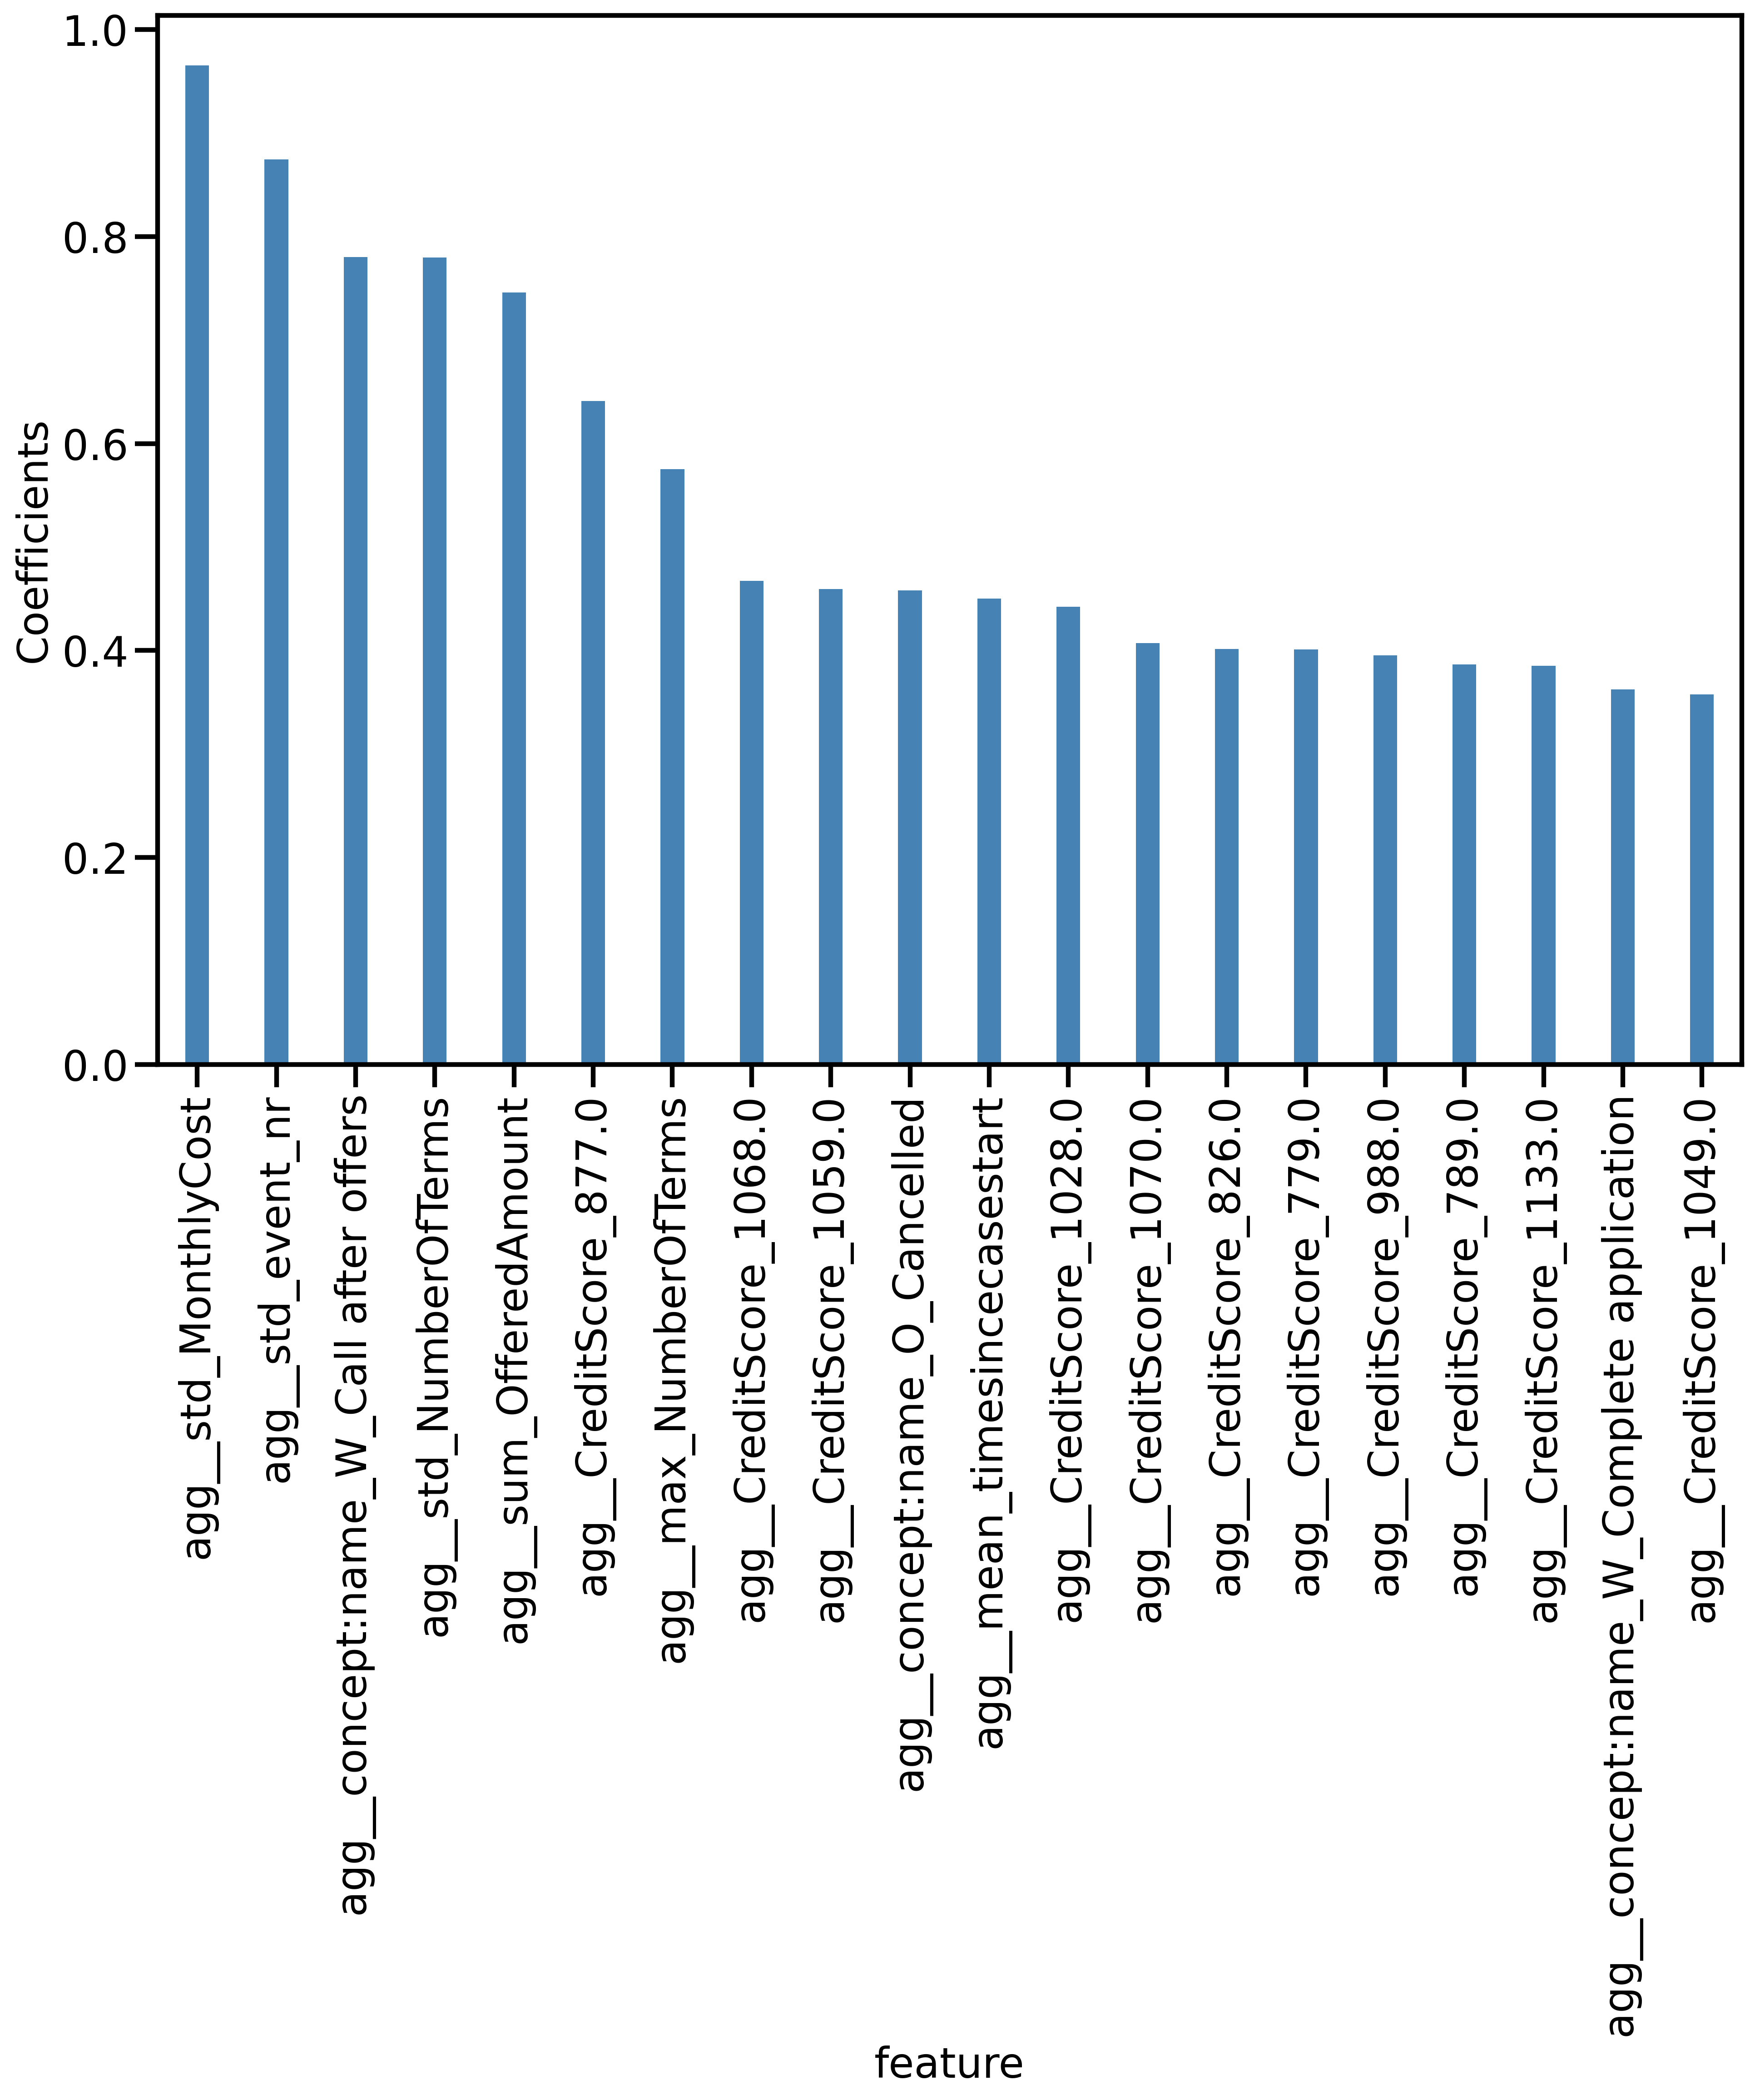 1.0
0.8
0.6
0.4
0.2
0.0
Coefficients
agg__std_MonthlyCost
agg__std_event_nr
agg__concept:name_W_Call after offers
agg__std_NumberOfTerms
agg__sum_OfferedAmount
agg__CreditScore_877.0
agg__max_NumberOfTerms
agg__CreditScore_1068.0
agg__CreditScore_1059.0
agg__concept:name_O_Cancelled
agg__mean_timesincecasestart
agg__CreditScore_1028.0
agg__CreditScore_1070.0
agg__CreditScore_826.0
agg__CreditScore_779.0
agg__CreditScore_988.0
agg__CreditScore_789.0
agg__CreditScore_1133.0
agg__concept:name_W_Complete application
agg__CreditScore_1049.0
feature